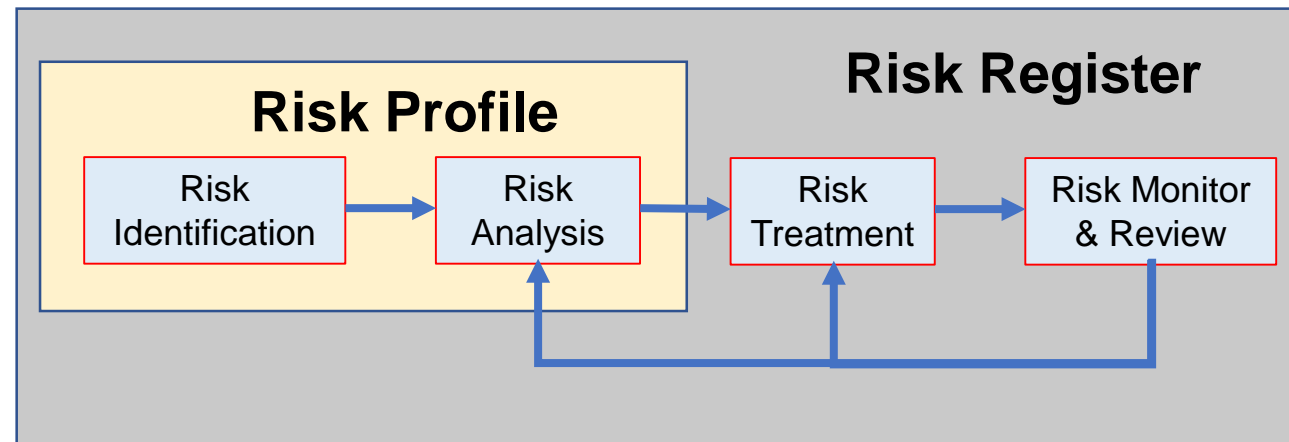 Risk Register
Risk Profile
Risk
Identification
Risk
Analysis
Risk
Treatment
Risk Monitor
& Review